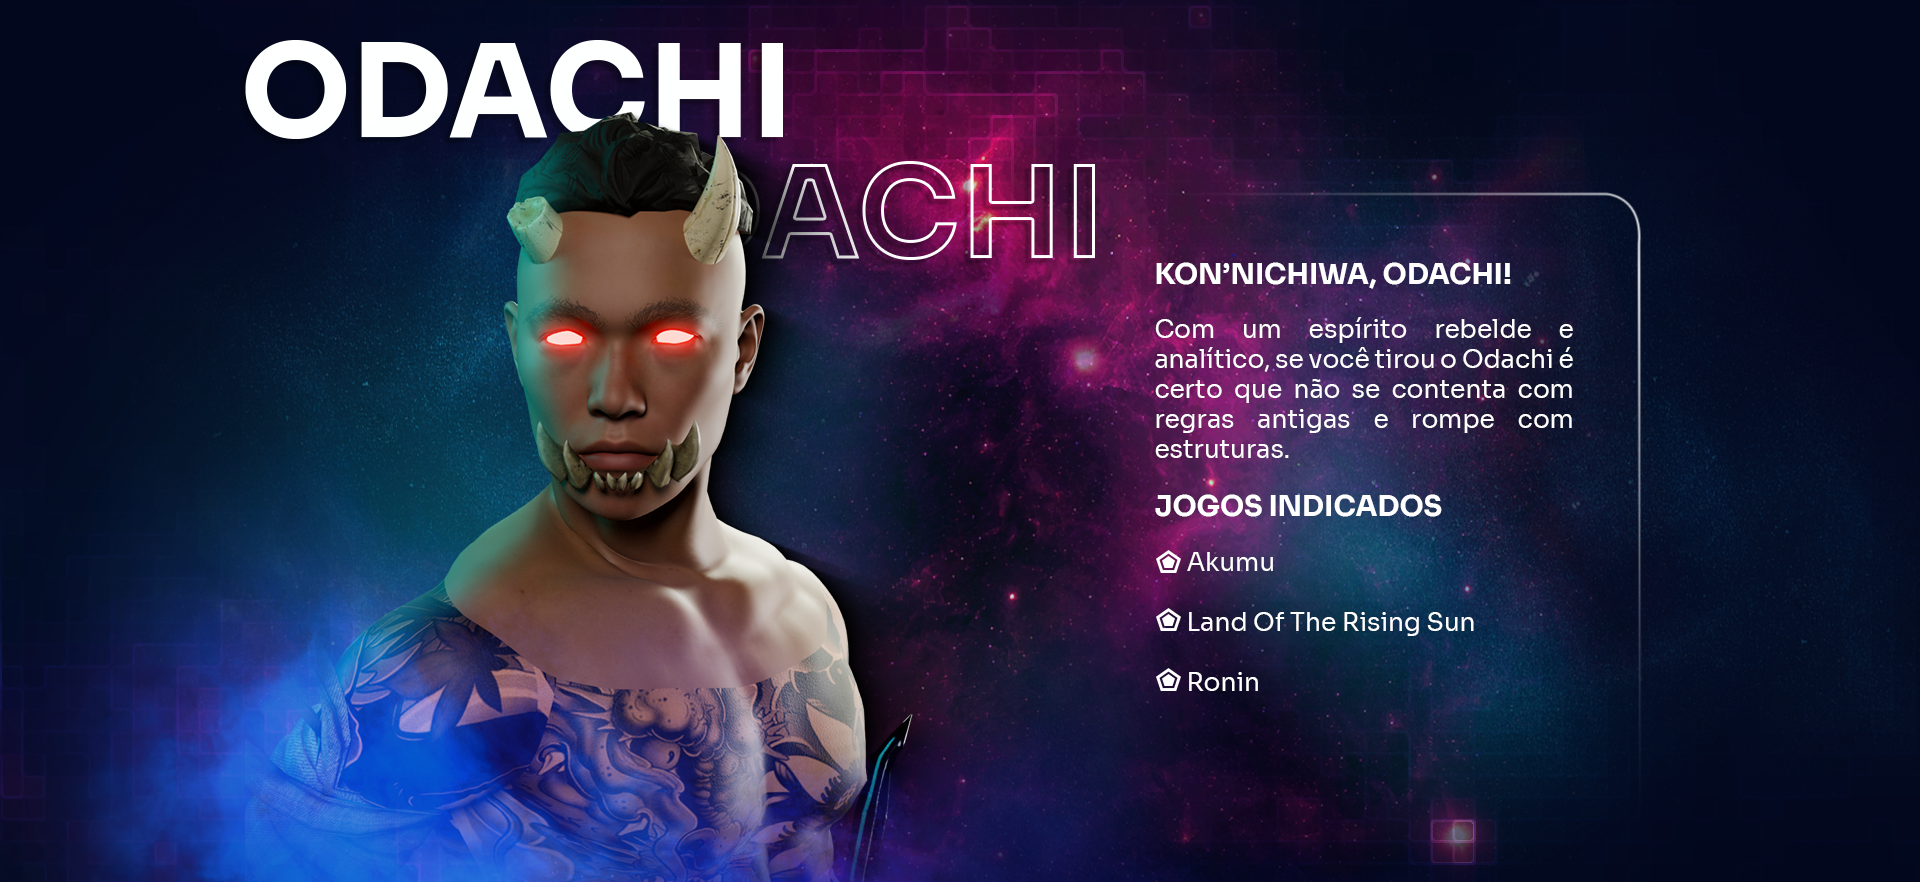 ODACHI
ACHI
KON’NICHIWA, ODACHI!
Com um espírito rebelde e
analítico, se você tirou o Odachi é
certo que não se contenta com
regras antigas e rompe com
estruturas.
JOGOS INDICADOS
Akumu
Land Of The Rising Sun
Ronin